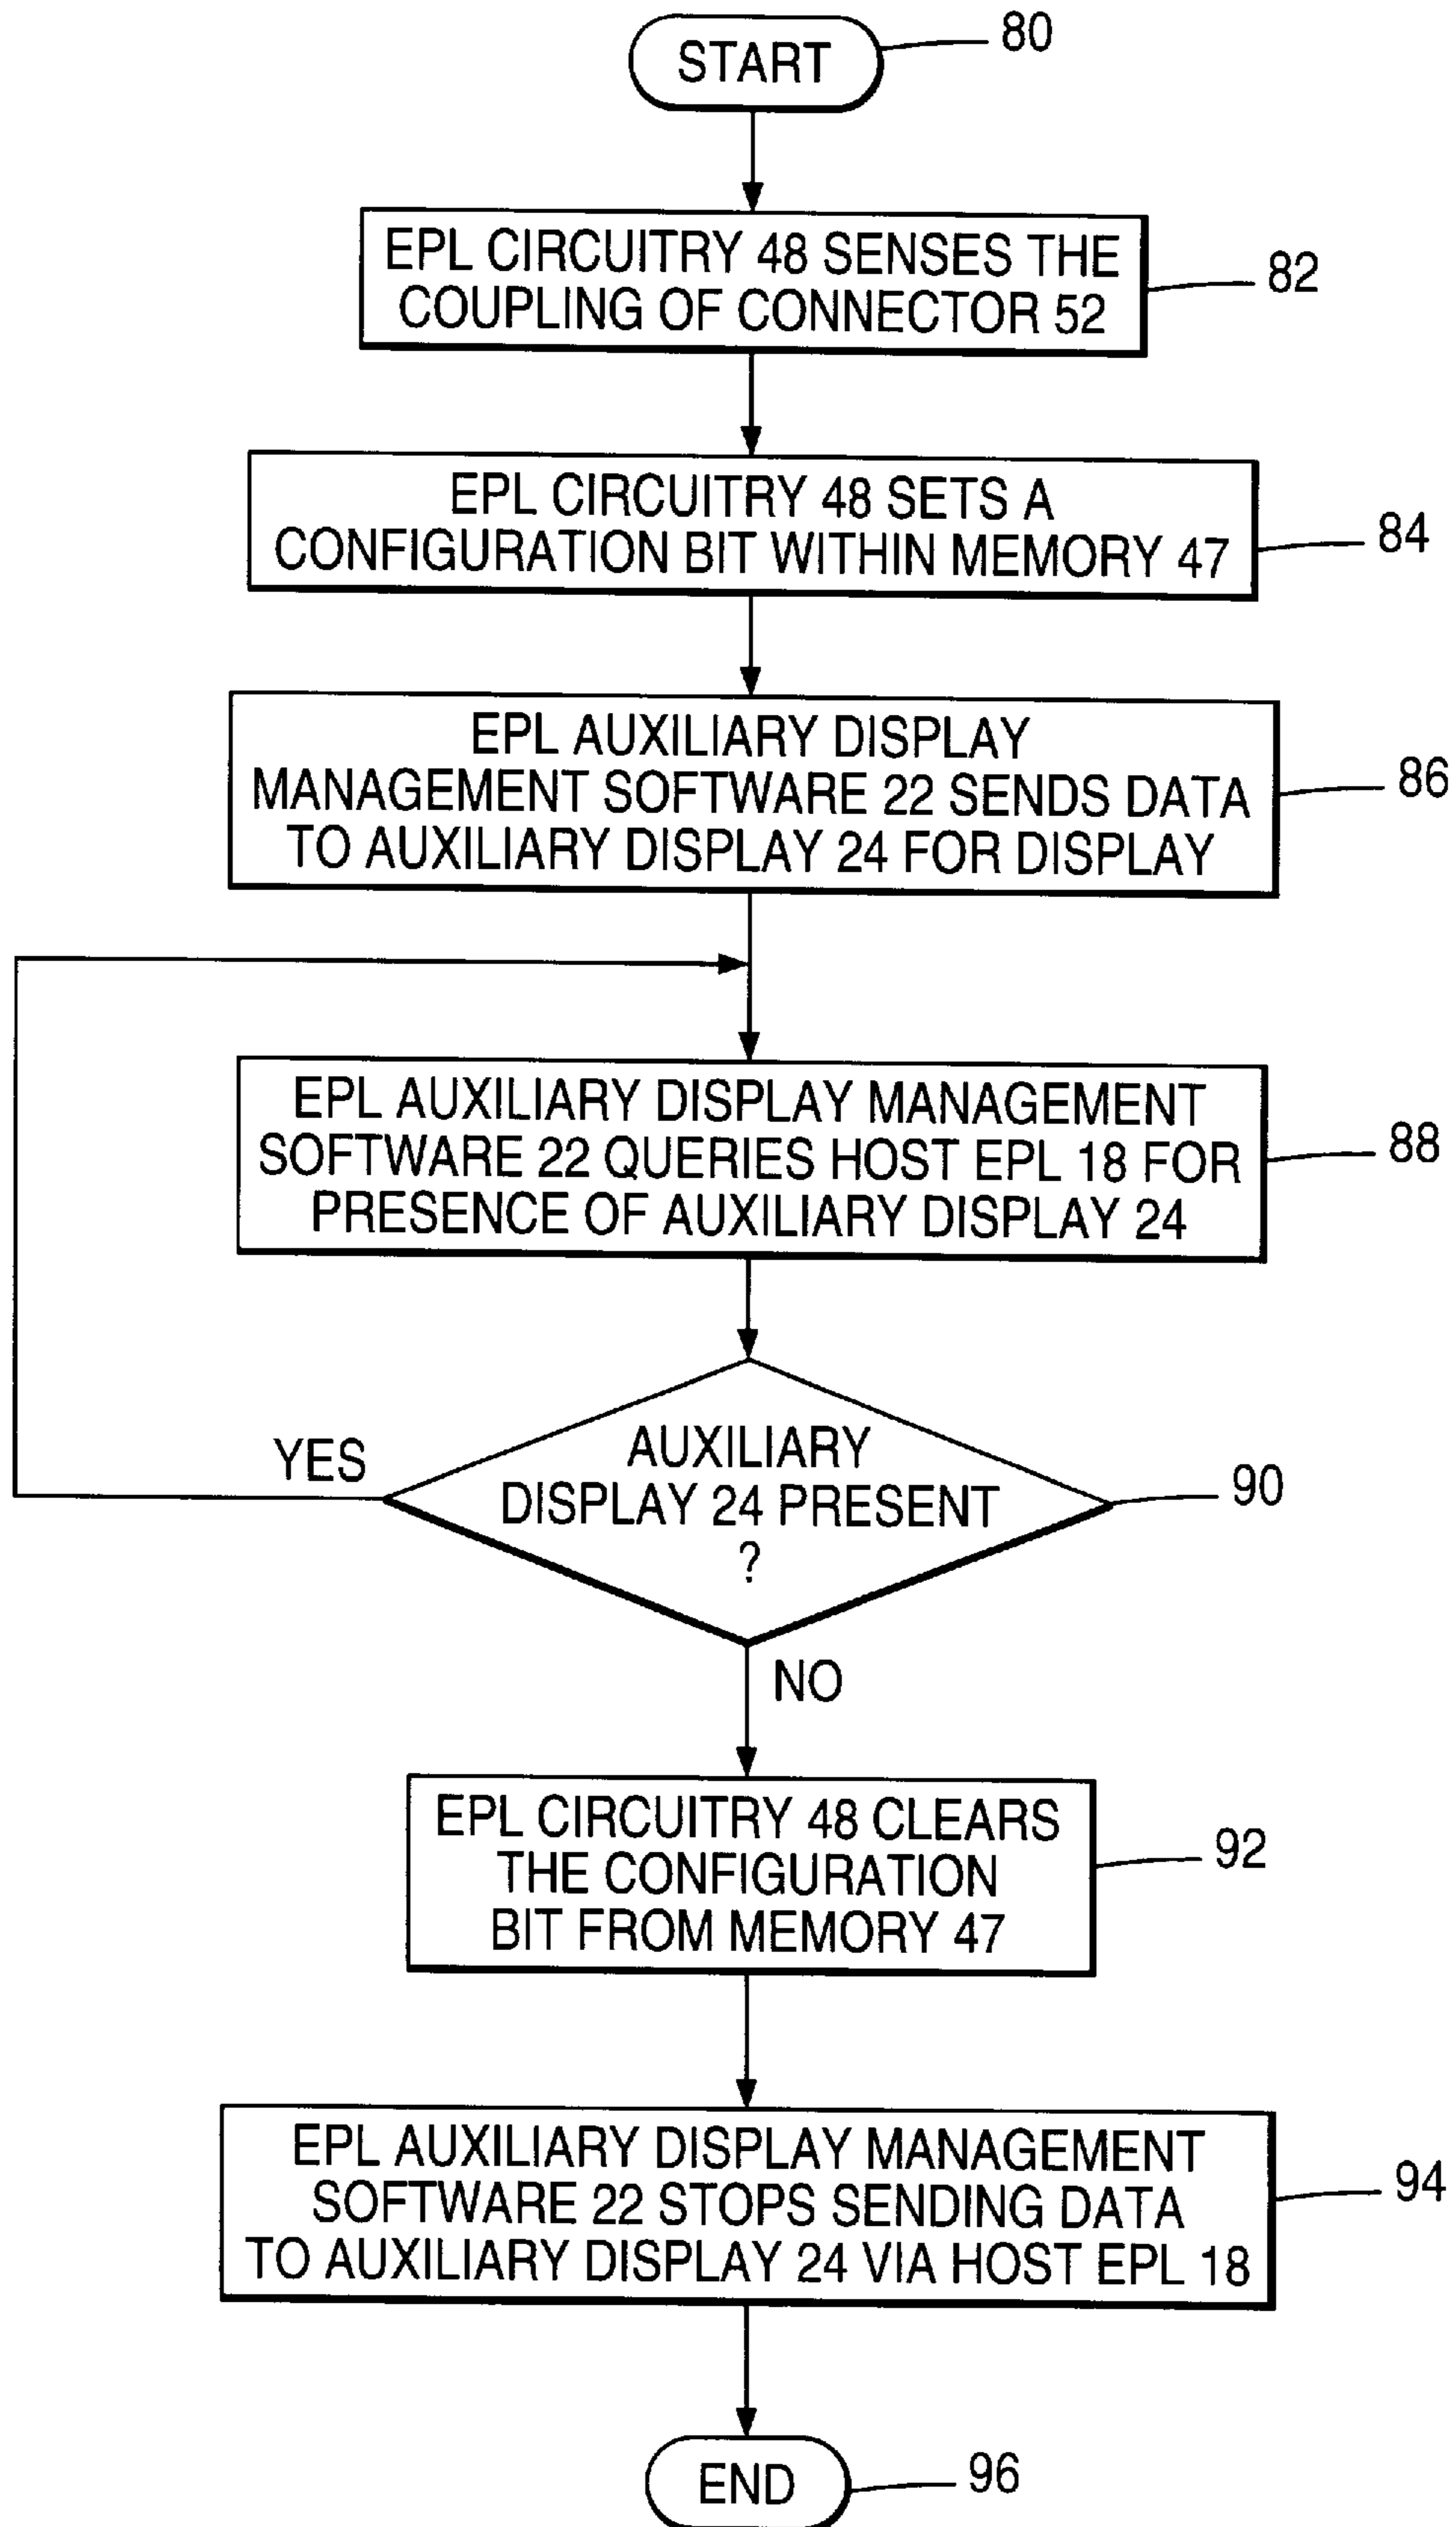 START
80
EPL CIRCUITRY 48 SENSES THE
COUPLING OF CONNECTOR 52
82
EPL CIRCUITRY 48 SETS A
CONFIGURATION BIT WITHIN MEMORY 47
84
EPL AUXILIARY DISPLAY
MANAGEMENT SOFTWARE 22 SENDS DATA
TO AUXILIARY DISPLAY 24 FOR DISPLAY
86
EPL AUXILIARY DISPLAY MANAGEMENT
SOFTWARE 22 QUERIES HOST EPL 18 FOR
PRESENCE OF AUXILIARY DISPLAY 24
88
YES
AUXILIARY
DISPLAY 24 PRESENT
?
90
NO
EPL CIRCUITRY 48 CLEARS
THE CONFIGURATION
BIT FROM MEMORY 47
92
EPL AUXILIARY DISPLAY MANAGEMENT
SOFTWARE 22 STOPS SENDING DATA
TO AUXILIARY DISPLAY 24 VIA HOST EPL 18
94
END
96